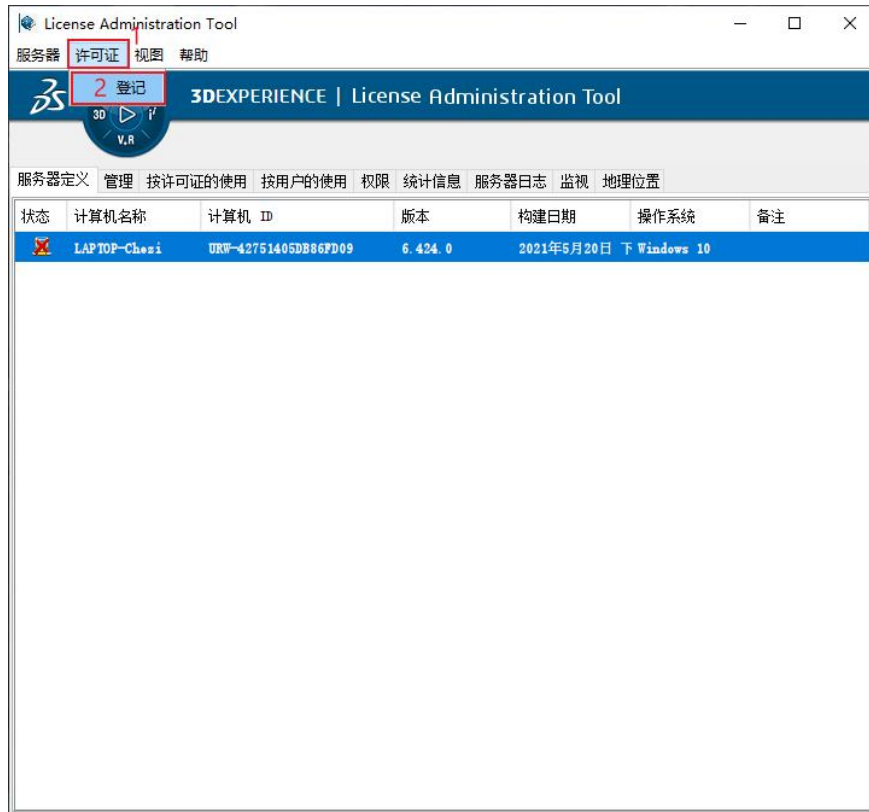 License Administration Tool
1
服务器 许可证 视图 帮助
2 登记
3DEXPERIENCE | License Administration Tool
3D i²
V.R
服务器定义 管理 按许可证的使用 按用户的使用 权限 统计信息 服务器日志 监视 地理位置
状态 计算机名称 计算机 ID 版本 构建日期 操作系统 备注
LAPTOP-Chezi URW-42751405DB86FD09 6.424.0 2021年5月20日 下 Windows 10